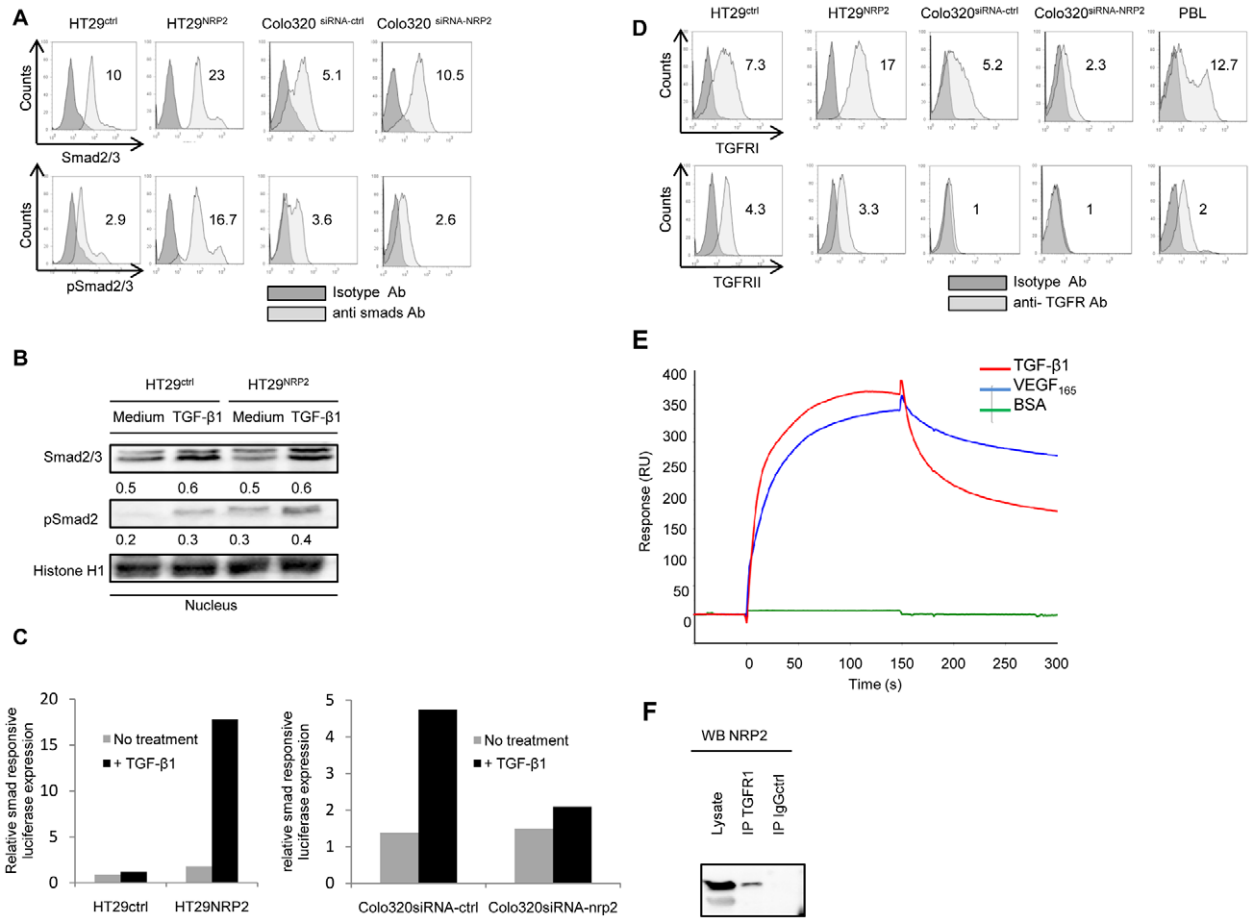 A
HT29ctrl HT29NRP2 Colo320 siRNA-ctrl Colo320 siRNA-NRP2
Counts
10 23 5.1 10.5
Smad2/3
Counts
2.9 16.7 3.6 2.6
pSmad2/3
Isotype Ab
anti smads Ab
D
HT29ctrl HT29NRP2 Colo320siRNA-ctrl Colo320siRNA-NRP2 PBL
Counts
7.3 17 5.2 2.3 12.7
TGFRI
Counts
4.3 3.3 1 1 2
TGFRII
Isotype Ab
anti- TGFR Ab
B
HT29ctrl HT29NRP2
Medium TGF-β1 Medium TGF-β1
Smad2/3
0.5 0.6 0.5 0.6
pSmad2
0.2 0.3 0.3 0.4
Histone H1
Nucleus
E
TGF-β1
VEGF165
BSA
Response (RU)
400
350
300
250
200
150
100
50
0
0 50 100 150 200 250 300
Time (s)
C
Relative smad responsive
luciferase expression
20
15
10
5
0
No treatment
+ TGF-β1
HT29ctrl HT29NRP2
relative smad responsive
luciferase expression
5
4
3
2
1
0
No treatment
+ TGF-β1
Colo320siRNA-ctrl Colo320siRNA-nrp2
F
WB NRP2
Lysate
IP TGFR1
IP IgGctrl